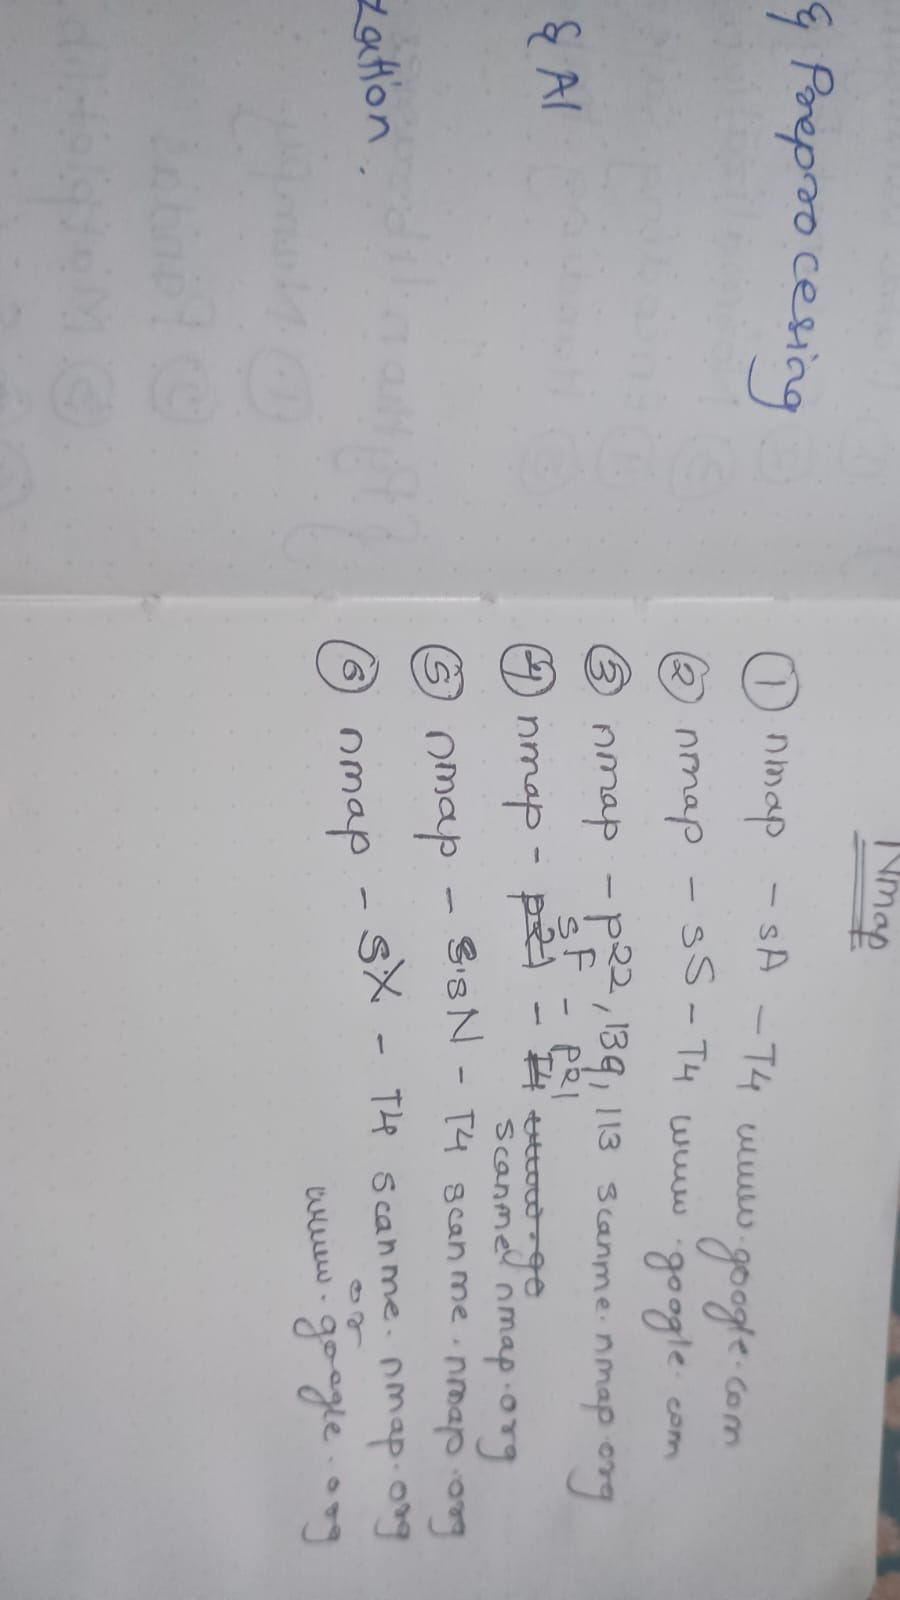 & Preprocesing
& AI
zation.
Nmap
① nmap - sA - T4 www.google.com
② nmap - sS - T4 www.google.com
③ nmap - p22, 139, 113 scanme.nmap.org
④ nmap - sF - p21 scanme.nmap.org
⑤ nmap - sN - T4 scanme.nmap.org
⑥ nmap - sX - T4 scanme.nmap.org
or
www.google.org